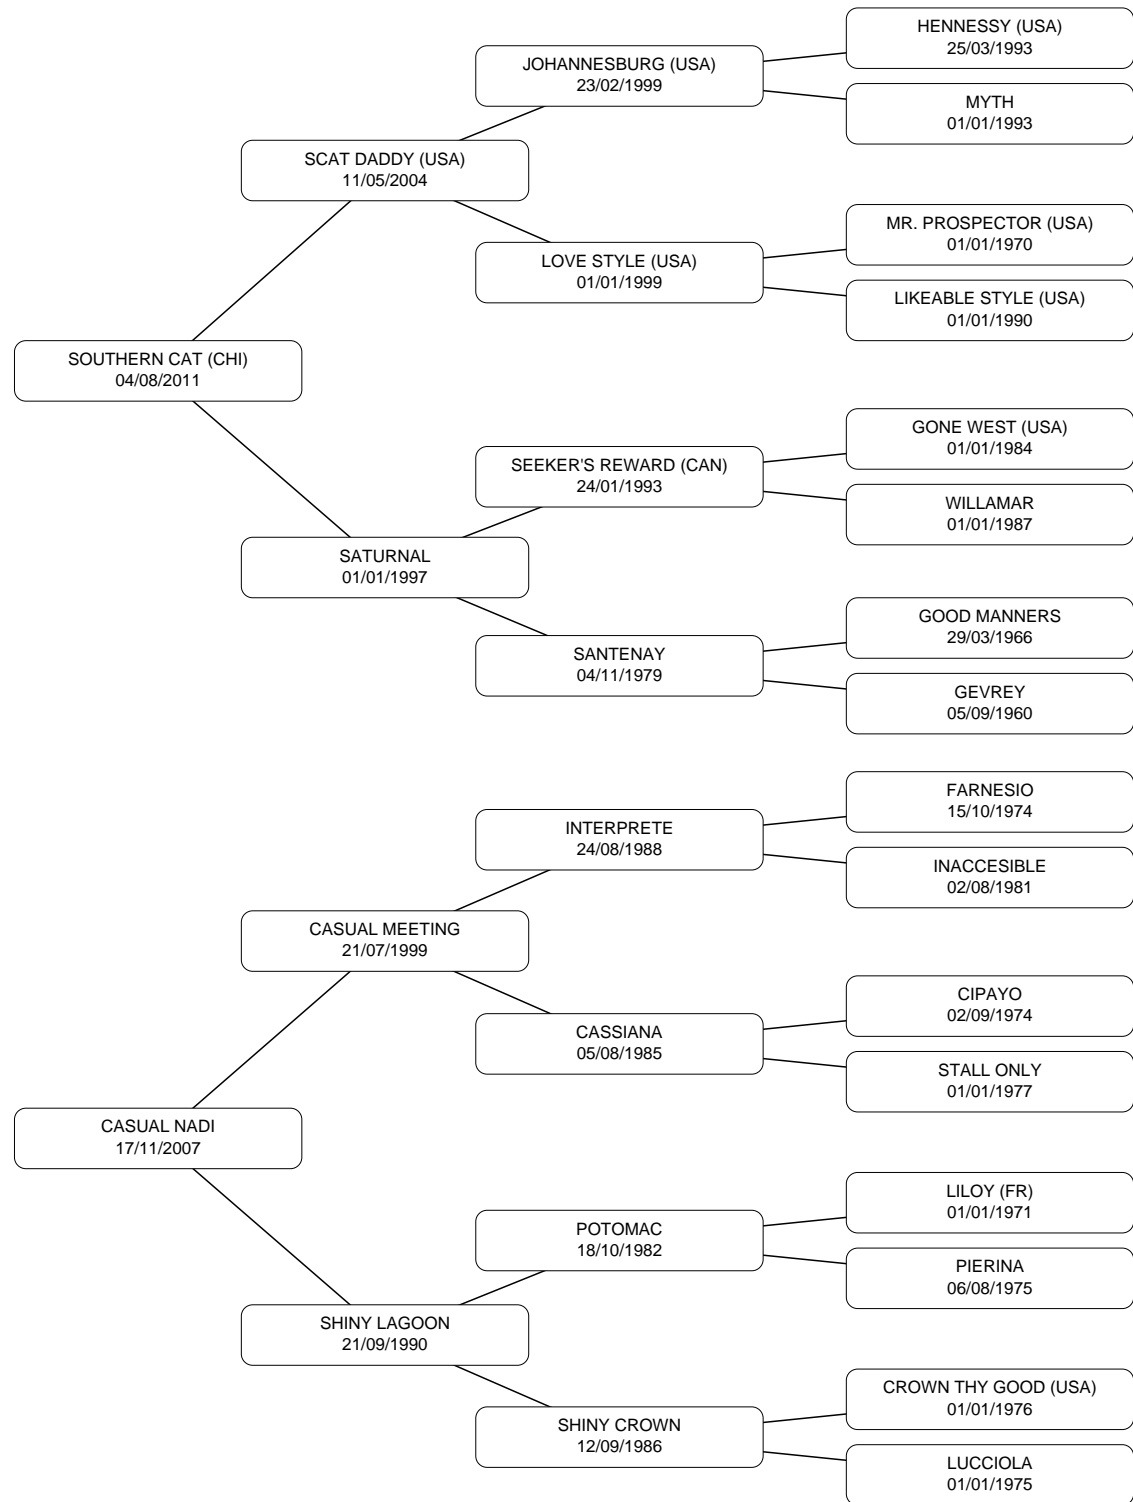 HENNESSY (USA)
25/03/1993
JOHANNESBURG (USA)
23/02/1999
MYTH
01/01/1993
SCAT DADDY (USA)
11/05/2004
MR. PROSPECTOR (USA)
01/01/1970
LOVE STYLE (USA)
01/01/1999
LIKEABLE STYLE (USA)
01/01/1990
SOUTHERN CAT (CHI)
04/08/2011
GONE WEST (USA)
01/01/1984
SEEKER'S REWARD (CAN)
24/01/1993
WILLAMAR
01/01/1987
SATURNAL
01/01/1997
GOOD MANNERS
29/03/1966
SANTENAY
04/11/1979
GEVREY
05/09/1960
FARNESIO
15/10/1974
INTERPRETE
24/08/1988
INACCESIBLE
02/08/1981
CASUAL MEETING
21/07/1999
CIPAYO
02/09/1974
CASSIANA
05/08/1985
STALL ONLY
01/01/1977
CASUAL NADI
17/11/2007
LILOY (FR)
01/01/1971
POTOMAC
18/10/1982
PIERINA
06/08/1975
SHINY LAGOON
21/09/1990
CROWN THY GOOD (USA)
01/01/1976
SHINY CROWN
12/09/1986
LUCCIOLA
01/01/1975